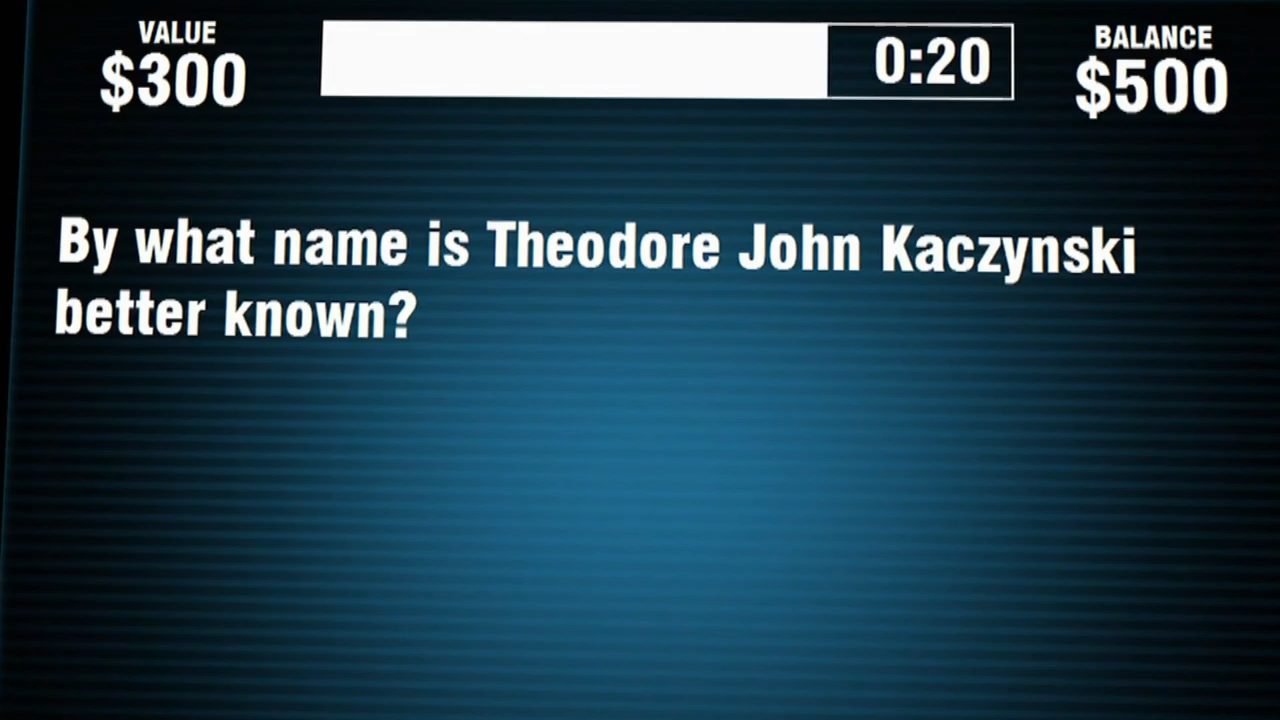 VALUE
$300
0:20
BALANCE
$500
By what name is Theodore John Kaczynski
better known?